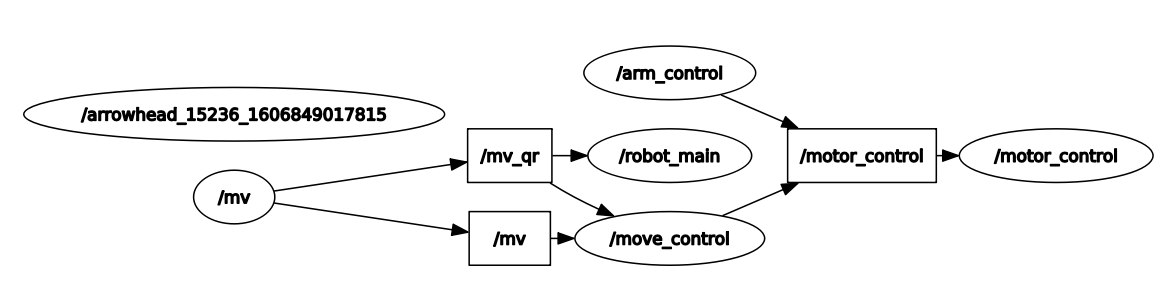 /arm_control
/arrowhead_15236_1606849017815
/mv_qr
/robot_main
/motor_control
/motor_control
/mv
/mv
/move_control